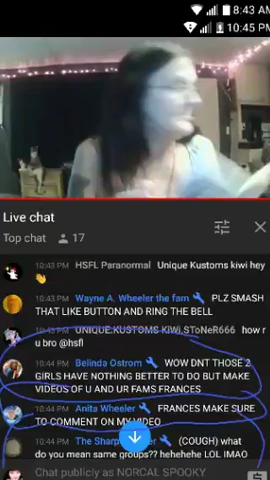 8:43 AM
10:45 PM
Live chat
Top chat 17
10:43 PM HSFL Paranormal Unique Kustoms kiwi hey
👋
10:43 PM Wayne A. Wheeler the fam PLZ SMASH
THAT LIKE BUTTON AND RING THE BELL
10:43 PM UNIQUE.KUSTOMS KiWi.SToNeR666 how r
u bro @hsfl
10:44 PM Belinda Ostrom WOW DNT THOSE 2
GIRLS HAVE NOTHING BETTER TO DO BUT MAKE
VIDEOS OF U AND UR FAMS FRANCES
10:44 PM Anita Wheeler FRANCES MAKE SURE
TO COMMENT ON MY VIDEO
10:44 PM The Sharp (COUGH) what
do you mean same groups?? hehehehe LOL lMAO
Chat publicly as NORCAL SPOOKY